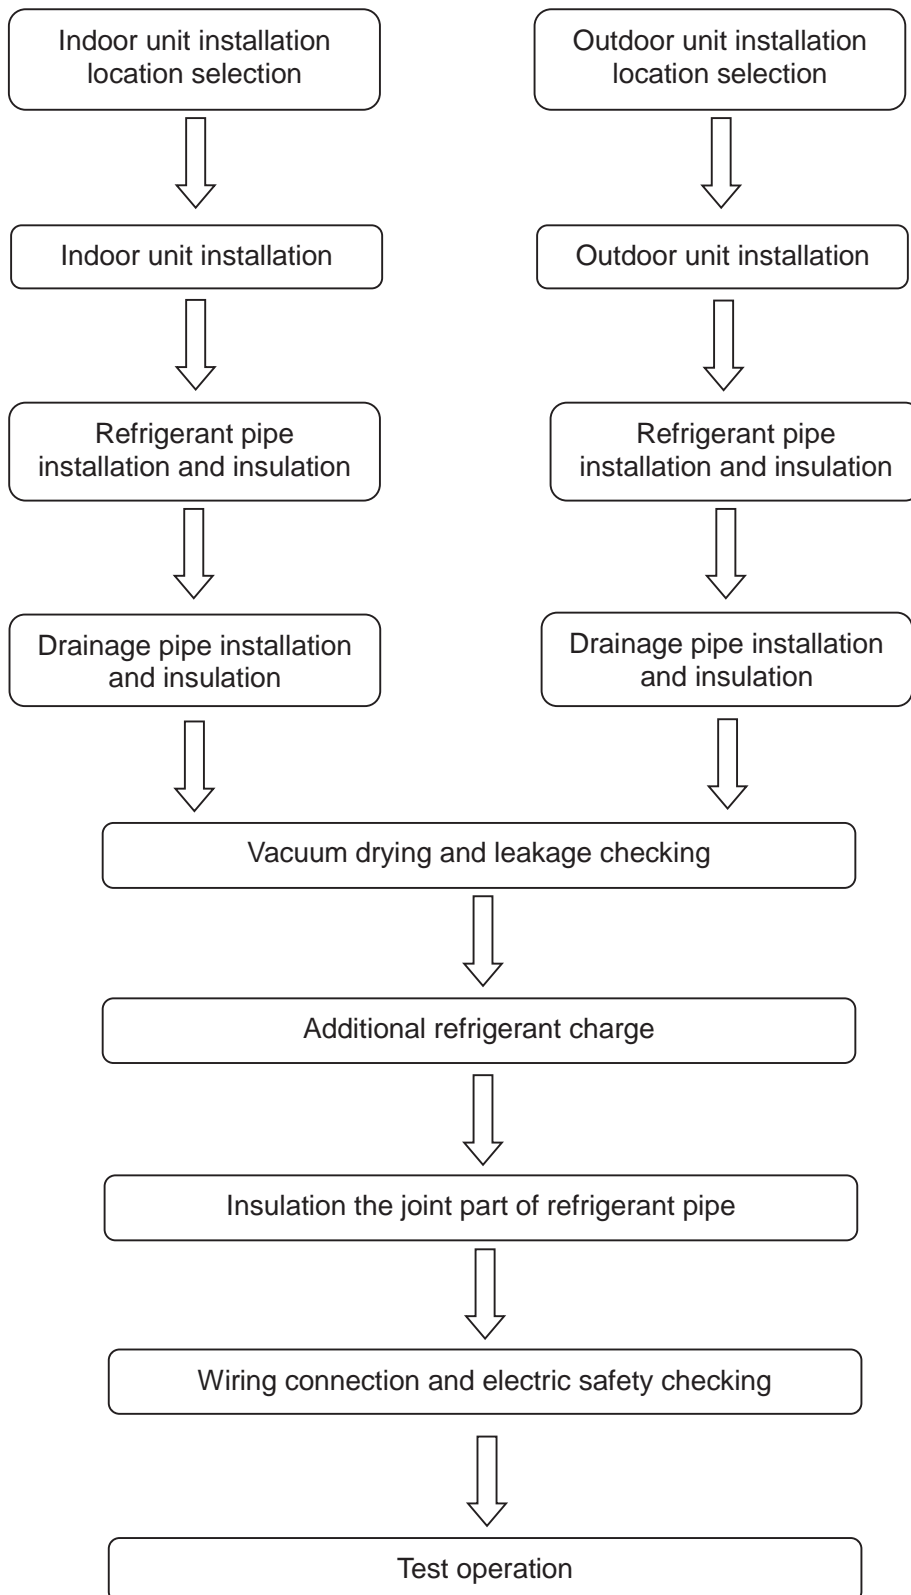 Indoor unit installation
location selection
Outdoor unit installation
location selection
Indoor unit installation
Outdoor unit installation
Refrigerant pipe
installation and insulation
Refrigerant pipe
installation and insulation
Drainage pipe installation
and insulation
Drainage pipe installation
and insulation
Vacuum drying and leakage checking
Additional refrigerant charge
Insulation the joint part of refrigerant pipe
Wiring connection and electric safety checking
Test operation